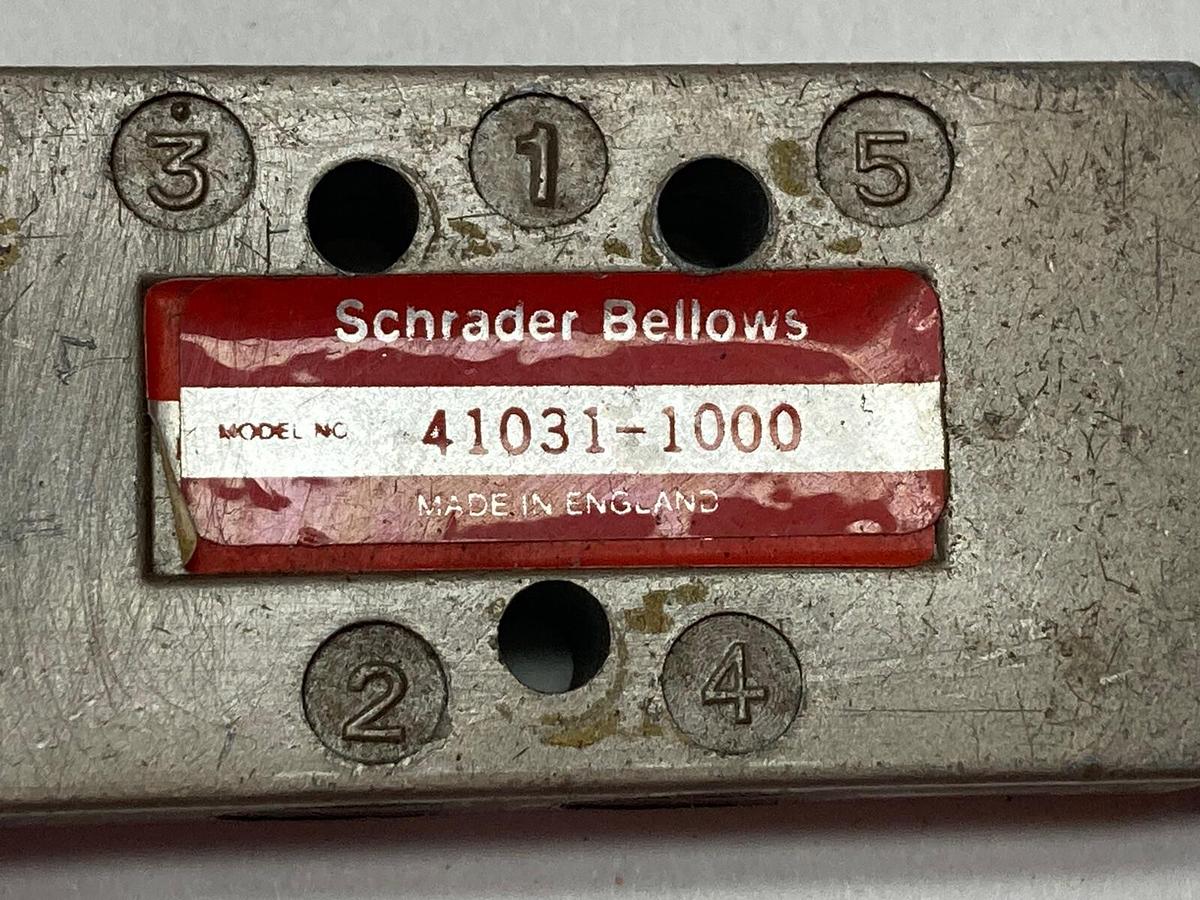 3 1 5
Schrader Bellows
MODEL NO 41031-1000
MADE IN ENGLAND
2 4